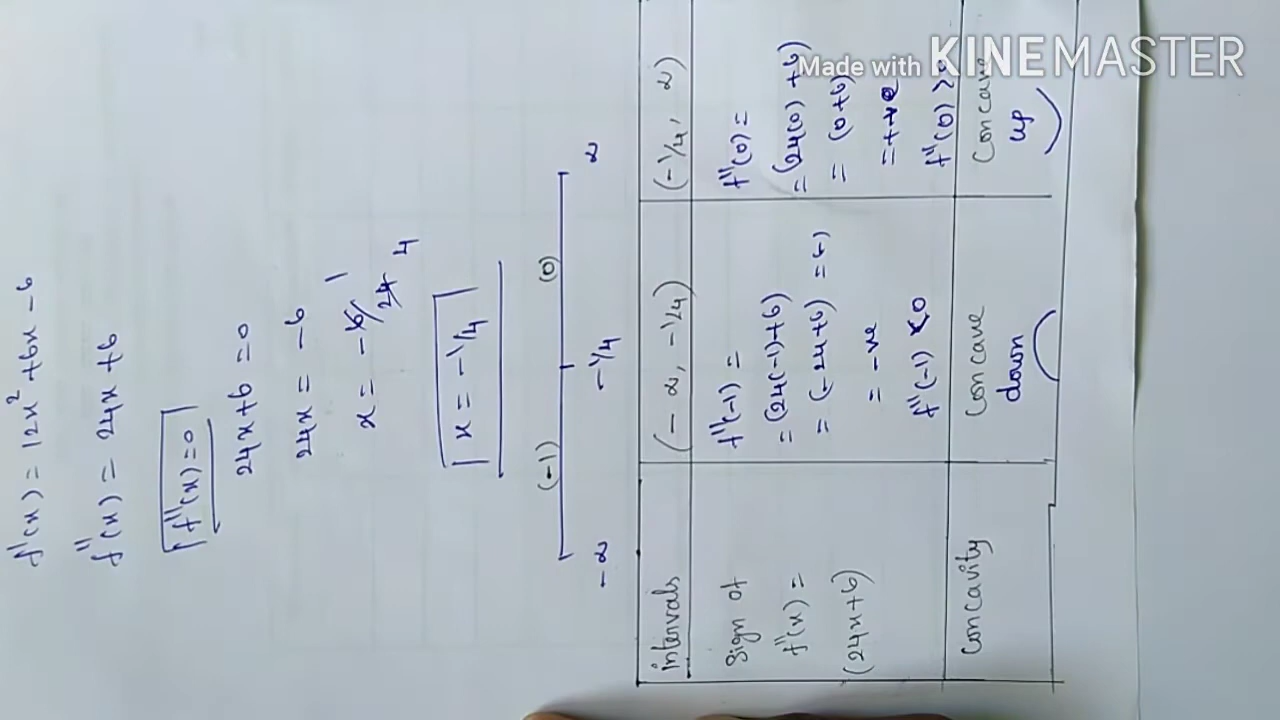 f'(x) = 12x² + 6x - 6
f''(x) = 24x + 6
f''(x) = 0
24x + 6 = 0
24x = -6
x = -6/24 1 4
x = -1/4
(-1) (0)
-∞ -1/4 ∞
intervals (-∞, -1/4) (-1/4, ∞)
Sign of f''(-1) = f''(0) =
f''(x) = = (24(-1)+6) = (24(0)+6)
(24x+6) = (-24+6) = (0+6)
= -ve = +ve
f''(-1) <0 f''(0) >0
Concavity Concave Concave
down up
Made with KINEMASTER